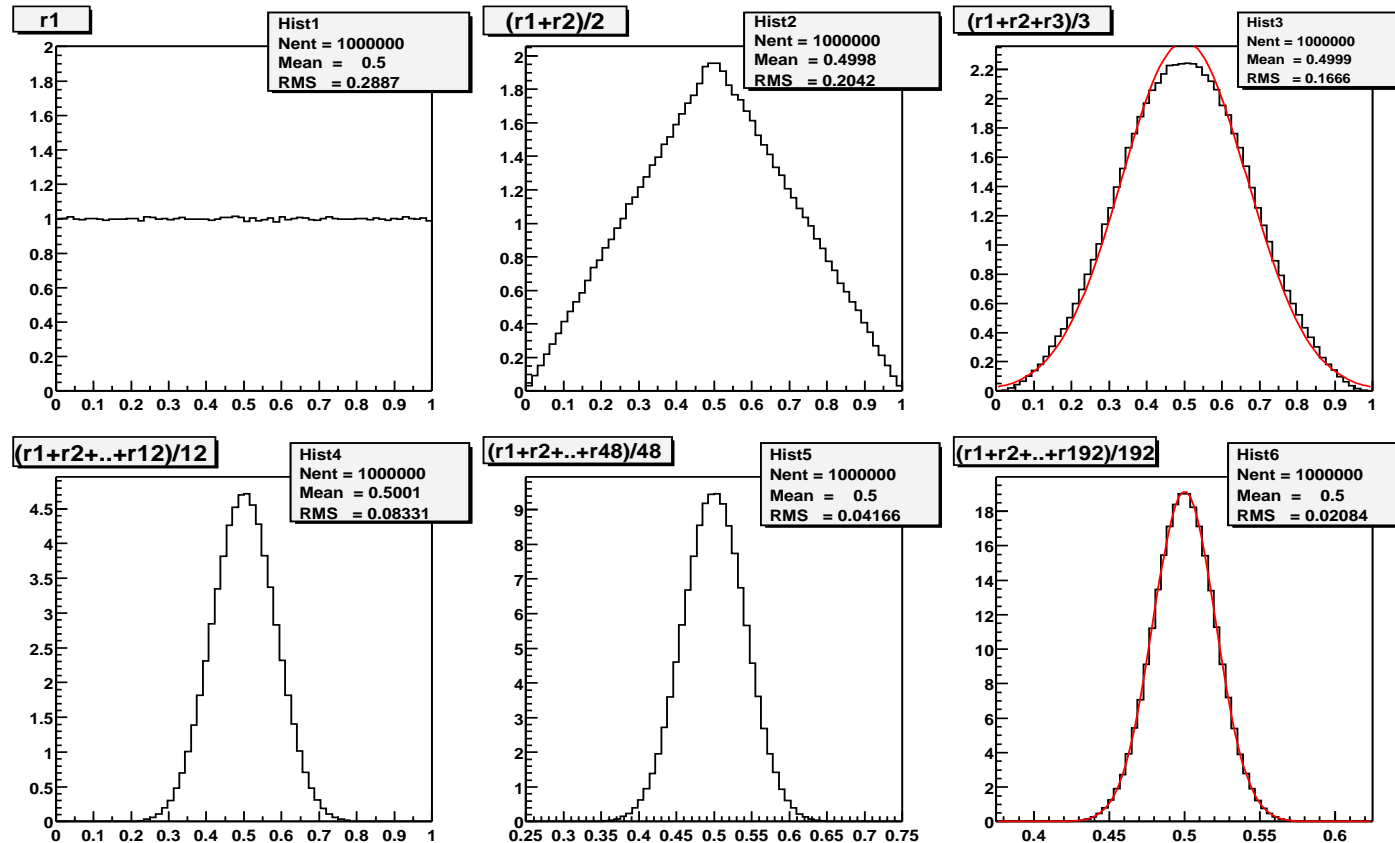 r1
Hist1
Nent = 1000000
Mean = 0.5
RMS = 0.2887
2
1.8
1.6
1.4
1.2
1
0.8
0.6
0.4
0.2
0
0 0.1 0.2 0.3 0.4 0.5 0.6 0.7 0.8 0.9 1
(r1+r2)/2
Hist2
Nent = 1000000
Mean = 0.4998
RMS = 0.2042
2
1.8
1.6
1.4
1.2
1
0.8
0.6
0.4
0.2
0
0 0.1 0.2 0.3 0.4 0.5 0.6 0.7 0.8 0.9 1
(r1+r2+r3)/3
Hist3
Nent = 1000000
Mean = 0.4999
RMS = 0.1666
2.2
2
1.8
1.6
1.4
1.2
1
0.8
0.6
0.4
0.2
0
0 0.1 0.2 0.3 0.4 0.5 0.6 0.7 0.8 0.9 1
(r1+r2+..+r12)/12
Hist4
Nent = 1000000
Mean = 0.5001
RMS = 0.08331
4.5
4
3.5
3
2.5
2
1.5
1
0.5
0
0 0.1 0.2 0.3 0.4 0.5 0.6 0.7 0.8 0.9 1
(r1+r2+..+r48)/48
Hist5
Nent = 1000000
Mean = 0.5
RMS = 0.04166
9
8
7
6
5
4
3
2
1
0
0.25 0.3 0.35 0.4 0.45 0.5 0.55 0.6 0.65 0.7 0.75
(r1+r2+..+r192)/192
Hist6
Nent = 1000000
Mean = 0.5
RMS = 0.02084
18
16
14
12
10
8
6
4
2
0
0.4 0.45 0.5 0.55 0.6